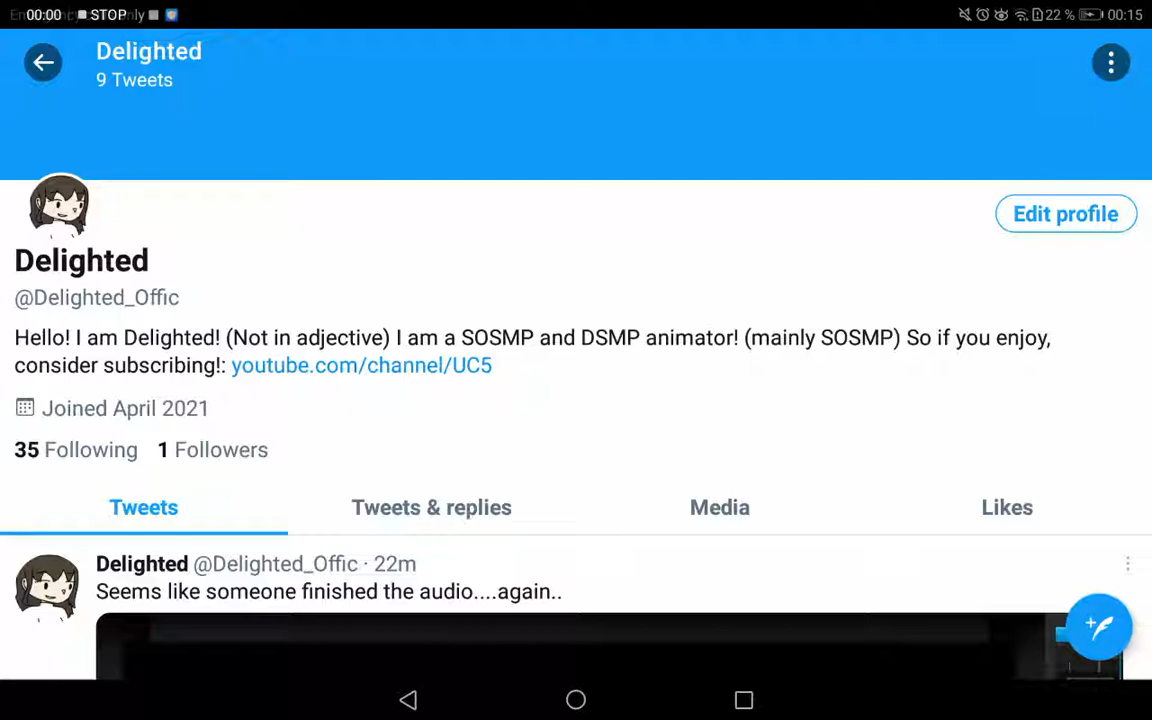 00:00 STOP 22 % 00:15
Delighted
9 Tweets
Edit profile
Delighted
@Delighted_Offic
Hello! I am Delighted! (Not in adjective) I am a SOSMP and DSMP animator! (mainly SOSMP) So if you enjoy,
consider subscribing!: youtube.com/channel/UC5
Joined April 2021
35 Following 1 Followers
Tweets Tweets & replies Media Likes
Delighted @Delighted_Offic · 22m
Seems like someone finished the audio....again..